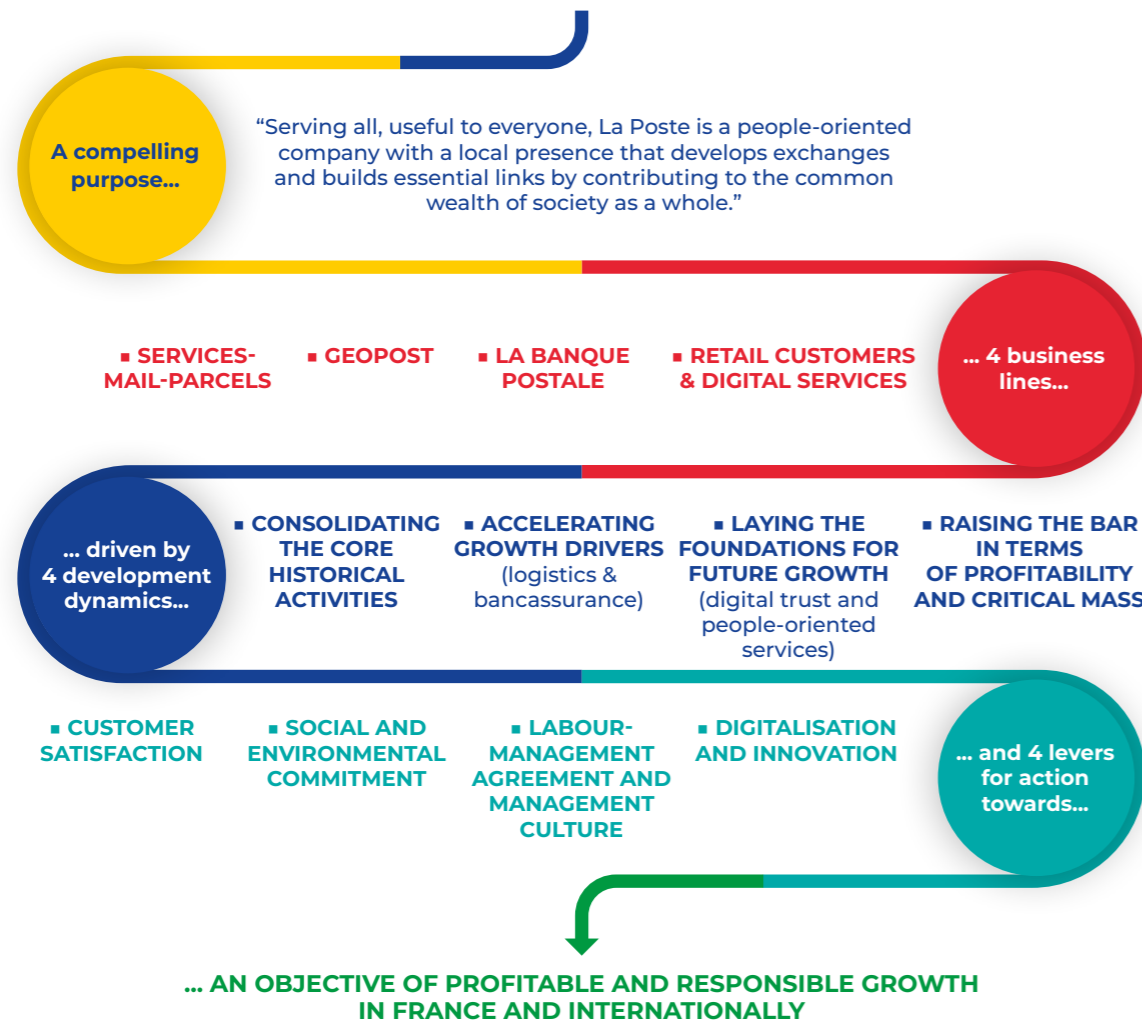 A compelling
purpose...
“Serving all, useful to everyone, La Poste is a people-oriented
company with a local presence that develops exchanges
and builds essential links by contributing to the common
wealth of society as a whole.”
... 4 business
lines...
▪ SERVICES-
MAIL-PARCELS
▪ GEOPOST
▪ LA BANQUE
POSTALE
▪ RETAIL CUSTOMERS
& DIGITAL SERVICES
... driven by
4 development
dynamics...
▪ CONSOLIDATING
THE CORE
HISTORICAL
ACTIVITIES
▪ ACCELERATING
GROWTH DRIVERS
(logistics &
bancassurance)
▪ LAYING THE
FOUNDATIONS FOR
FUTURE GROWTH
(digital trust and
people-oriented
services)
▪ RAISING THE BAR
IN TERMS
OF PROFITABILITY
AND CRITICAL MASS
... and 4 levers
for action
towards...
▪ CUSTOMER
SATISFACTION
▪ SOCIAL AND
ENVIRONMENTAL
COMMITMENT
▪ LABOUR-
MANAGEMENT
AGREEMENT AND
MANAGEMENT
CULTURE
▪ DIGITALISATION
AND INNOVATION
... AN OBJECTIVE OF PROFITABLE AND RESPONSIBLE GROWTH
IN FRANCE AND INTERNATIONALLY